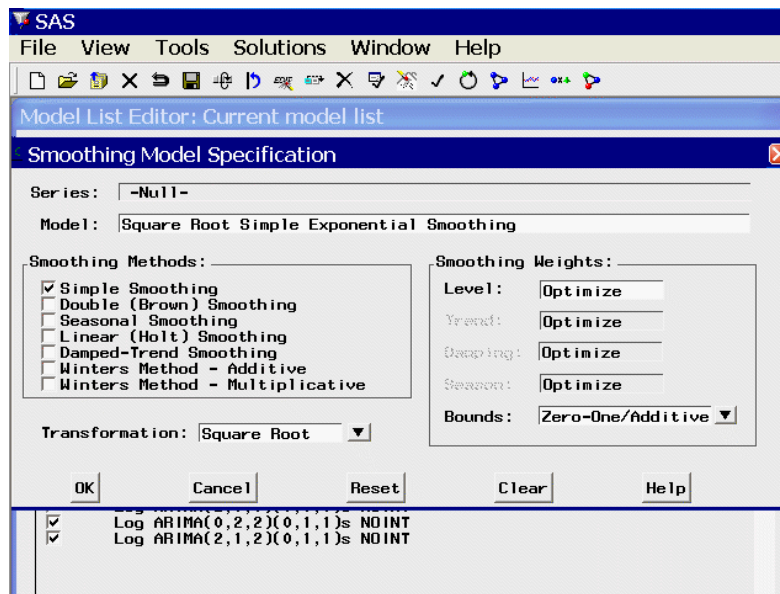 SAS
File View Tools Solutions Window Help
Model List Editor: Current model list
Smoothing Model Specification
Series: -Null-
Model: Square Root Simple Exponential Smoothing
Smoothing Methods:
Simple Smoothing
Double (Brown) Smoothing
Seasonal Smoothing
Linear (Holt) Smoothing
Damped-Trend Smoothing
Winters Method - Additive
Winters Method - Multiplicative
Transformation: Square Root
Smoothing Weights:
Level: Optimize
Trend: Optimize
Damping: Optimize
Season: Optimize
Bounds: Zero-One/Additive
OK Cancel Reset Clear Help
Log ARIMA(0,2,2)(0,1,1)s NOINT
Log ARIMA(2,1,2)(0,1,1)s NOINT